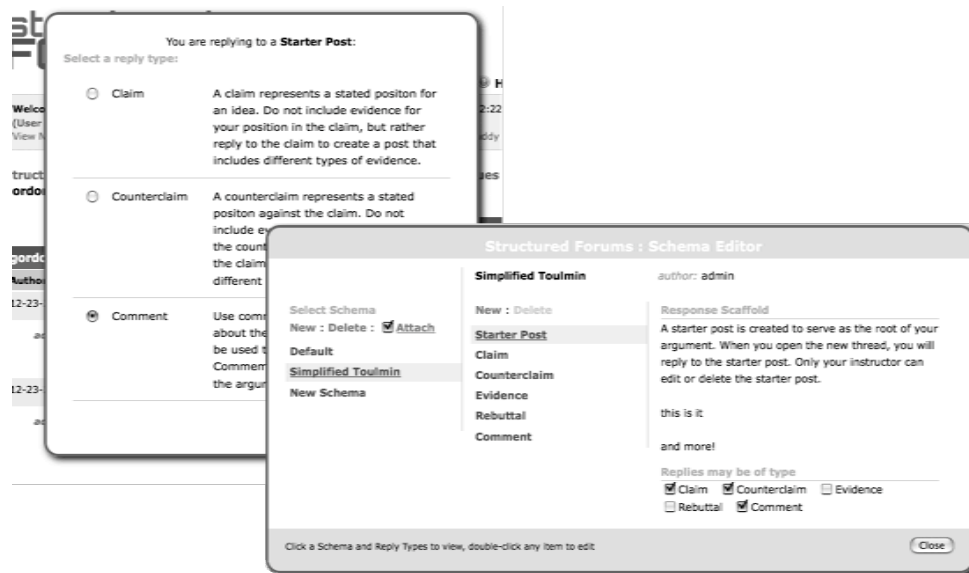 You are replying to a Starter Post:
Select a reply type:
Claim
A claim represents a stated positon for
an idea. Do not include evidence for
your position in the claim, but rather
reply to the claim to create a post that
includes different types of evidence.
Counterclaim
A counterclaim represents a stated
positon against the claim. Do not
include
the
the claim
different
Comment
Use
about the
be used
the
Welco
(User
View
truct
ordo
gordo
Autho
12-23-
12-23-
2:22
ddy
ues
Structured Forums : Schema Editor
Select Schema
New : Delete : Attach
Default
Simplified Toulmin
New Schema
Simplified Toulmin
New : Delete
Starter Post
Claim
Counterclaim
Evidence
Rebuttal
Comment
author: admin
Response Scaffold
A starter post is created to serve as the root of your
argument. When you open the new thread, you will
reply to the starter post. Only your instructor can
edit or delete the starter post.
this is it
and more!
Replies may be of type
Claim Counterclaim Evidence
Rebuttal Comment
Click a Schema and Reply Types to view, double-click any item to edit
Close